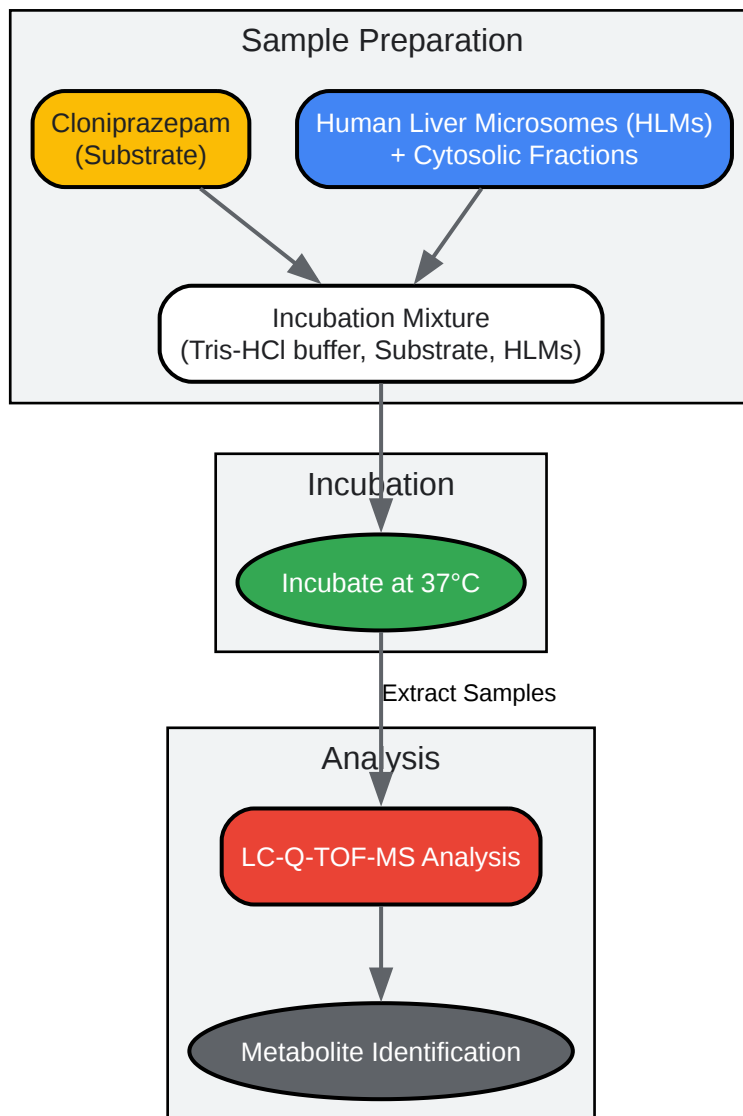 Sample Preparation
Cloniprazepam
(Substrate)
Human Liver Microsomes (HLMs)
+ Cytosolic Fractions
Incubation Mixture
(Tris-HCl buffer, Substrate, HLMs)
Incubation
Incubate at 37°C
Extract Samples
Analysis
LC-Q-TOF-MS Analysis
Metabolite Identification